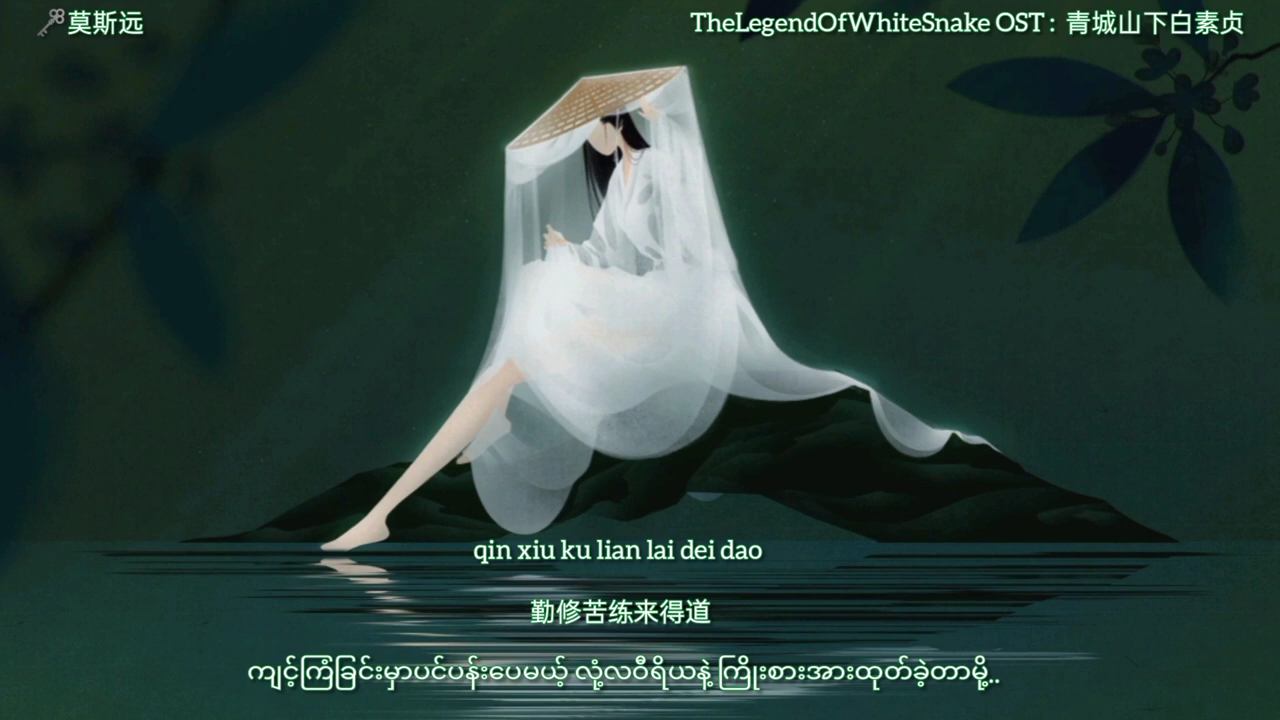 莫斯远
TheLegendOfWhiteSnake OST : 青城山下白素贞
qin xiu ku lian lai dei dao
勤修苦练来得道
ကျင့်ကြံခြင်းမှာပင်ပန်းပေမယ့် လုံ့လဝီရိယနဲ့ ကြိုးစားအားထုတ်ခဲ့တာမို့..